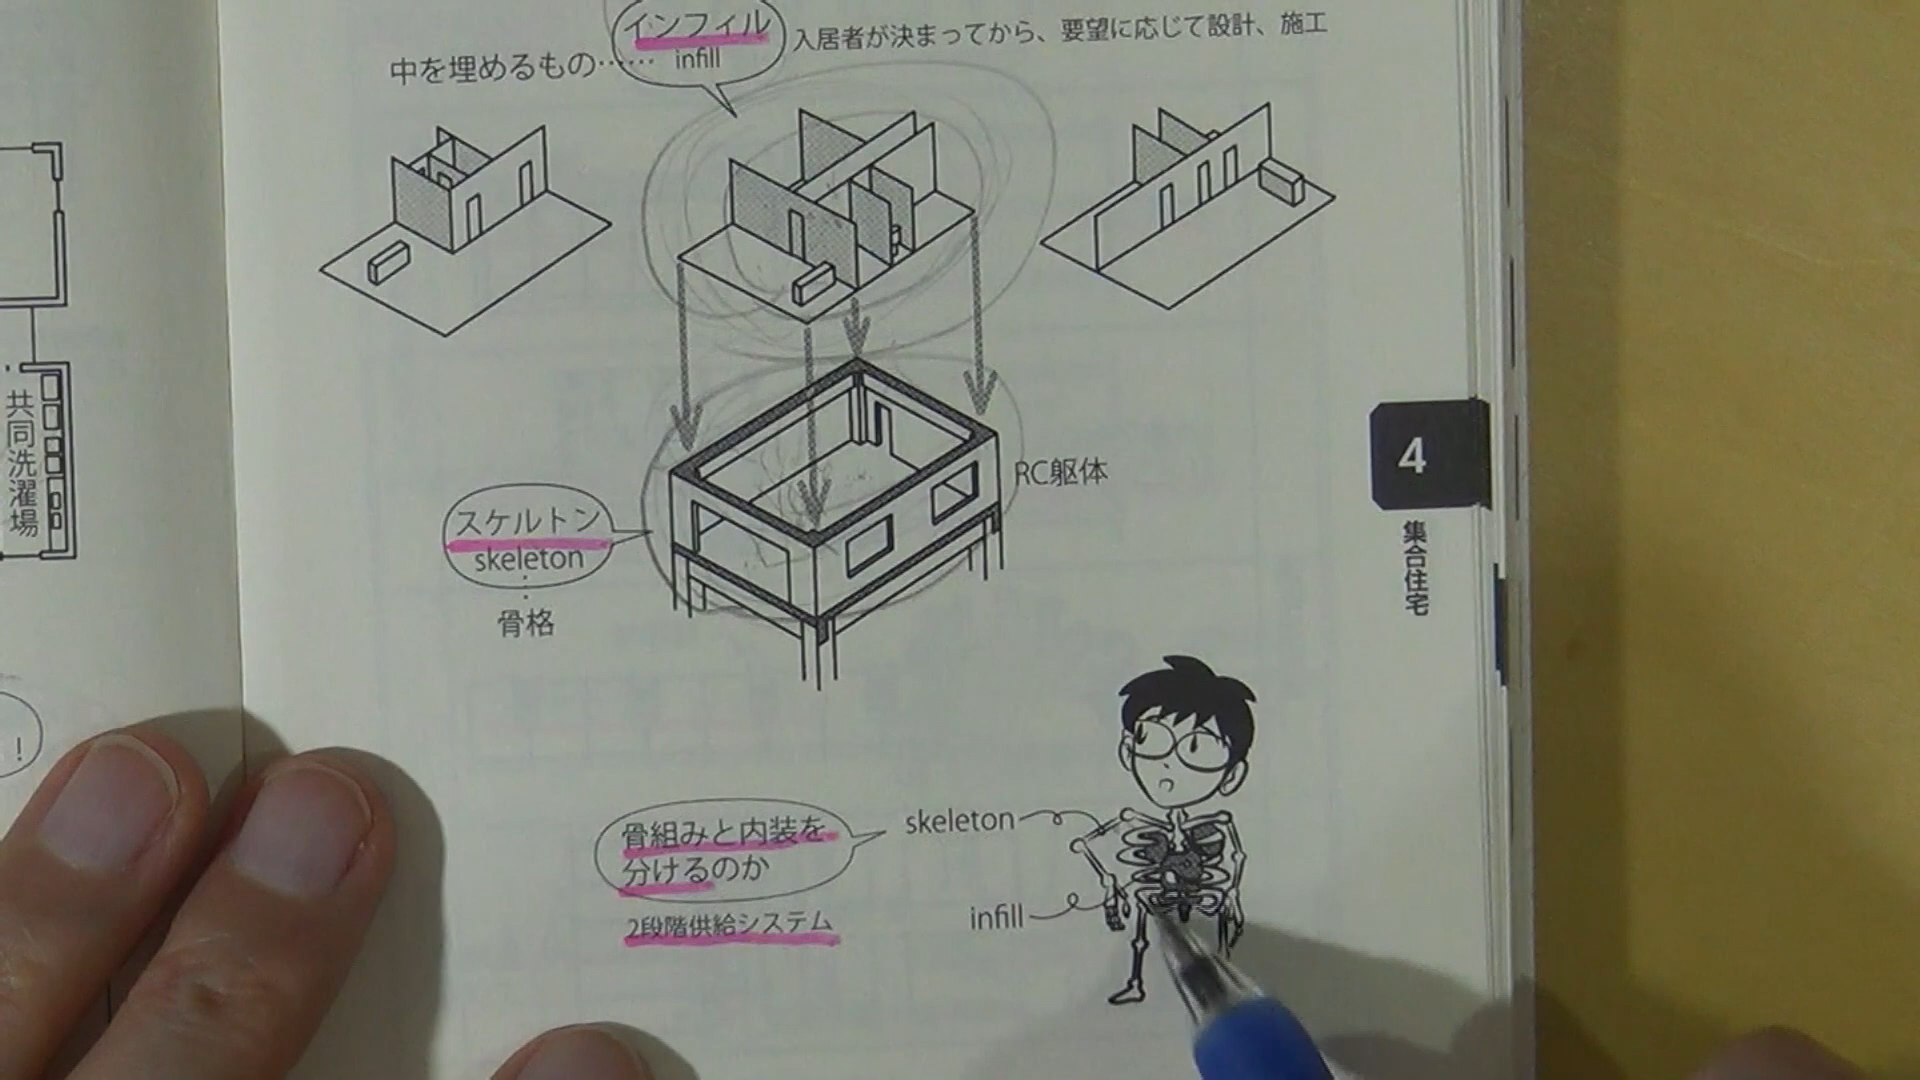 インフィル
infill
入居者が決まってから、要望に応じて設計、施工
中を埋めるもの……
RC躯体
スケルトン
skeleton
骨格
共同洗濯場
4
集合住宅
!
骨組みと内装を
分けるのか
2段階供給システム
skeleton
infill